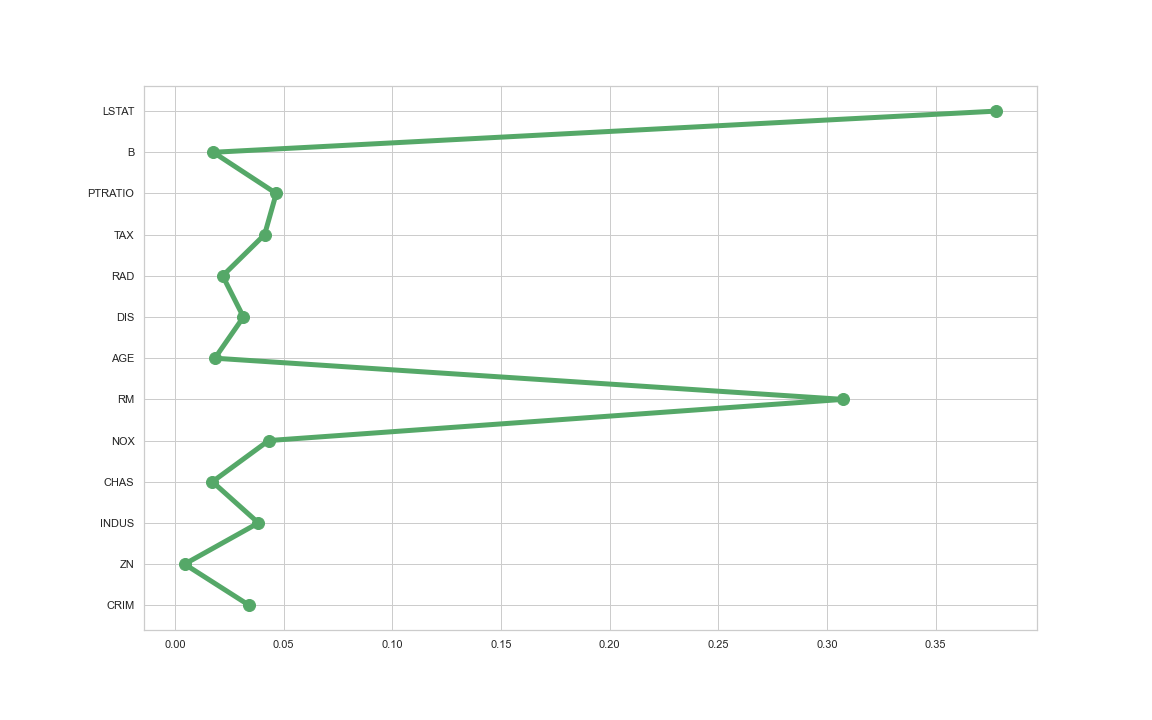 LSTAT
B
PTRATIO
TAX
RAD
DIS
AGE
RM
NOX
CHAS
INDUS
ZN
CRIM
0.00 0.05 0.10 0.15 0.20 0.25 0.30 0.35